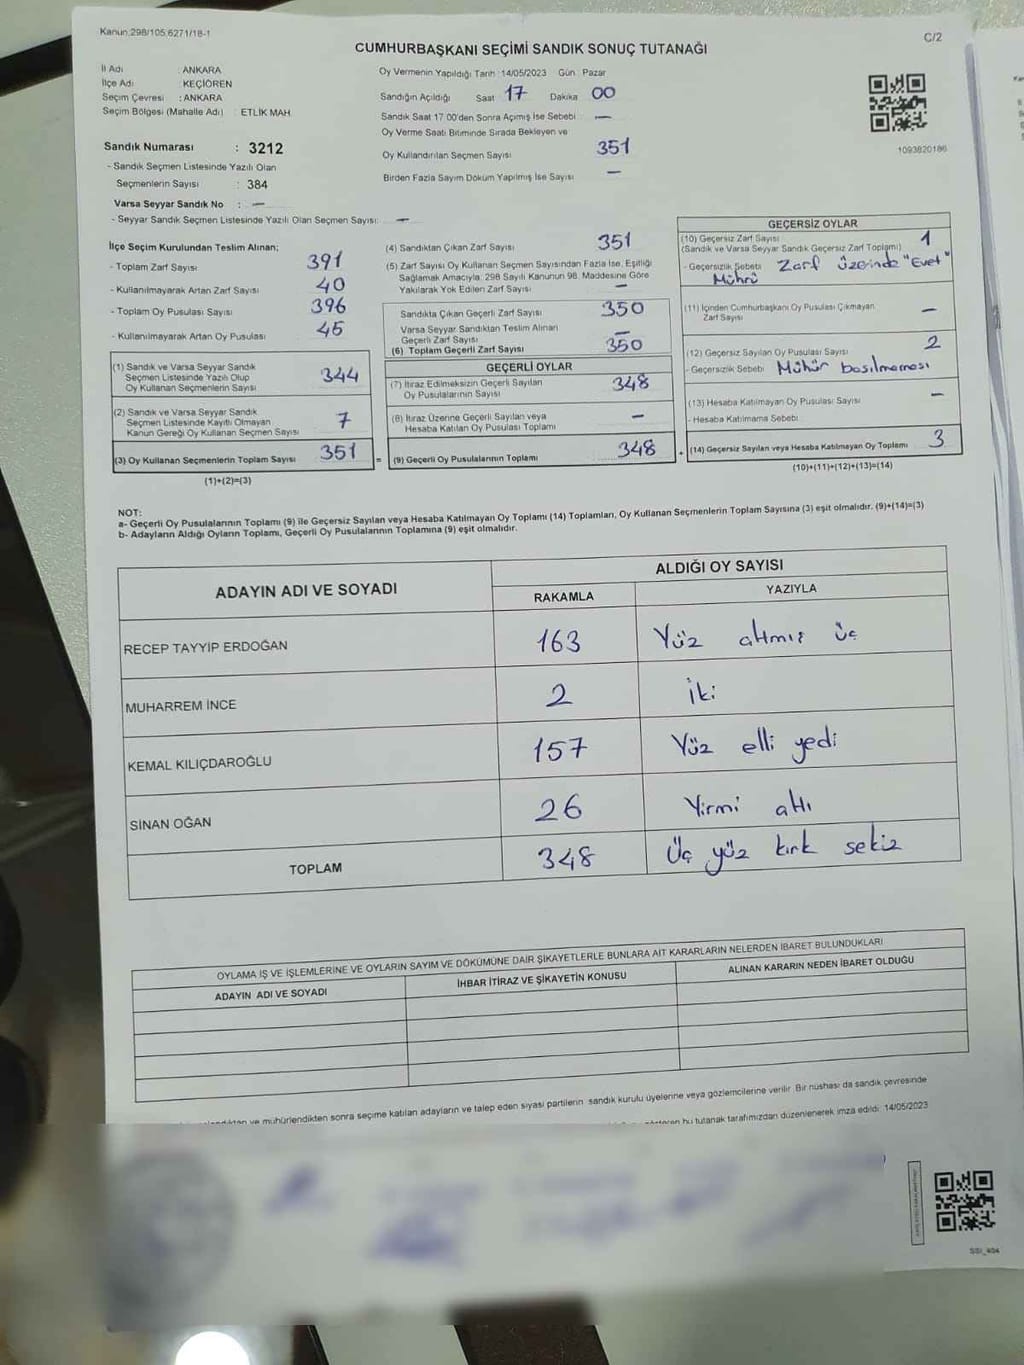 Kanun.298/105.6271/18-1
C/2
CUMHURBAŞKANI SEÇİMİ SANDIK SONUÇ TUTANAĞI
İl Adı : ANKARA
İlçe Adı : KEÇİÖREN
Seçim Çevresi : ANKARA
Seçim Bölgesi (Mahalle Adı) : ETLİK MAH.
Sandık Numarası : 3212
- Sandık Seçmen Listesinde Yazılı Olan
Seçmenlerin Sayısı : 384
Varsa Seyyar Sandık No : —
- Seyyar Sandık Seçmen Listesinde Yazılı Olan Seçmen Sayısı: —
Oy Vermenin Yapıldığı Tarih :14/05/2023 Gün : Pazar
Sandığın Açıldığı Saat 17 Dakika 00
Sandık Saat 17.00'den Sonra Açımış İse Sebebi —
Oy Verme Saati Bitiminde Sırada Bekleyen ve
Oy Kullandırılan Seçmen Sayısı 351
Birden Fazla Sayım Döküm Yapılmış İse Sayısı —
1093820186
İlçe Seçim Kurulundan Teslim Alınan;
- Toplam Zarf Sayısı 391
- Kullanılmayarak Artan Zarf Sayısı 40
- Toplam Oy Pusulası Sayısı 396
- Kullanılmayarak Artan Oy Pusulası 45
(1) Sandık ve Varsa Seyyar Sandık
Seçmen Listesinde Yazılı Olup
Oy Kullanan Seçmenlerin Sayısı 344
(2) Sandık ve Varsa Seyyar Sandık
Seçmen Listesinde Kayıtlı Olmayan
Kanun Gereği Oy Kullanan Seçmen Sayısı 7
(3) Oy Kullanan Seçmenlerin Toplam Sayısı 351 =
(1)+(2)=(3)
(4) Sandıktan Çıkan Zarf Sayısı 351
(5) Zarf Sayısı Oy Kullanan Seçmen Sayısından Fazla İse, Eşitliği
Sağlamak Amacıyla, 298 Sayılı Kanunun 98. Maddesine Göre
Yakılarak Yok Edilen Zarf Sayısı —
Sandıkta Çıkan Geçerli Zarf Sayısı 350
Varsa Seyyar Sandıktan Teslim Alınan
Geçerli Zarf Sayısı —
(6) Toplam Geçerli Zarf Sayısı 350
GEÇERLİ OYLAR
(7) İtiraz Edilmeksizin Geçerli Sayılan
Oy Pusulalarının Sayısı 348
(8) İtiraz Üzerine Geçerli Sayılan veya
Hesaba Katılan Oy Pusulası Toplamı —
(9) Geçerli Oy Pusulalarının Toplamı 348 +
GEÇERSİZ OYLAR
(10) Geçersiz Zarf Sayısı 1
(Sandık ve Varsa Seyyar Sandık Geçersiz Zarf Toplamı)
- Geçersizlik Sebebi Zarf üzerinde "Evet"
Mührü
(11) İçinden Cumhurbaşkanı Oy Pusulası Çıkmayan
Zarf Sayısı —
(12) Geçersiz Sayılan Oy Pusulası Sayısı 2
- Geçersizlik Sebebi Mühür basılmaması
(13) Hesaba Katılmayan Oy Pusulası Sayısı —
- Hesaba Katılmama Sebebi
(14) Geçersiz Sayılan veya Hesaba Katılmayan Oy Toplamı 3
(10)+(11)+(12)+(13)=(14)
NOT:
a- Geçerli Oy Pusulalarının Toplamı (9) ile Geçersiz Sayılan veya Hesaba Katılmayan Oy Toplamı (14) Toplamları, Oy Kullanan Seçmenlerin Toplam Sayısına (3) eşit olmalıdır. (9)+(14)=(3)
b- Adayların Aldığı Oyların Toplamı, Geçerli Oy Pusulalarının Toplamına (9) eşit olmalıdır.
ADAYIN ADI VE SOYADI ALDIĞI OY SAYISI
RAKAMLA YAZIYLA
RECEP TAYYİP ERDOĞAN 163 Yüz altmış üç
MUHARREM İNCE 2 İki
KEMAL KILIÇDAROĞLU 157 Yüz elli yedi
SİNAN OĞAN 26 Yirmi altı
TOPLAM 348 Üç yüz kırk sekiz
OYLAMA İŞ VE İŞLEMLERİNE VE OYLARIN SAYIM VE DÖKÜMÜNE DAİR ŞİKAYETLERLE BUNLARA AİT KARARLARIN NELERDEN İBARET BULUNDUKLARI
ADAYIN ADI VE SOYADI İHBAR İTİRAZ VE ŞİKAYETİN KONUSU ALINAN KARARIN NEDEN İBARET OLDUĞU
ve mühürlendikten sonra seçime katılan adayların ve talep eden siyasi partilerin sandık kurulu üyelerine veya gözlemcilerine verilir. Bir nüshası da sandık çevresinde
bu tutanak tarafımızdan düzenlenerek imza edildi. 14/05/2023